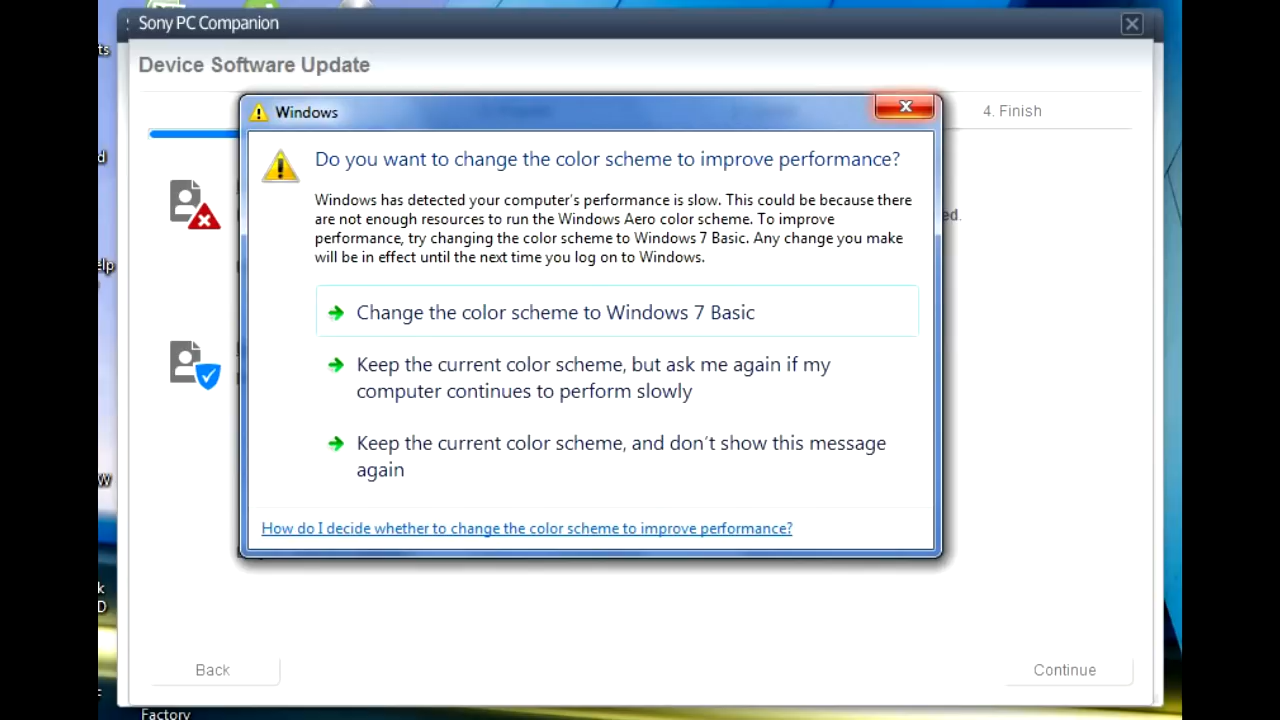 Sony PC Companion
Device Software Update
Windows
4. Finish
Do you want to change the color scheme to improve performance?
Windows has detected your computer's performance is slow. This could be because there
are not enough resources to run the Windows Aero color scheme. To improve
performance, try changing the color scheme to Windows 7 Basic. Any change you make
will be in effect until the next time you log on to Windows.
Change the color scheme to Windows 7 Basic
Keep the current color scheme, but ask me again if my
computer continues to perform slowly
Keep the current color scheme, and don't show this message
again
How do I decide whether to change the color scheme to improve performance?
Back
Continue
Factory